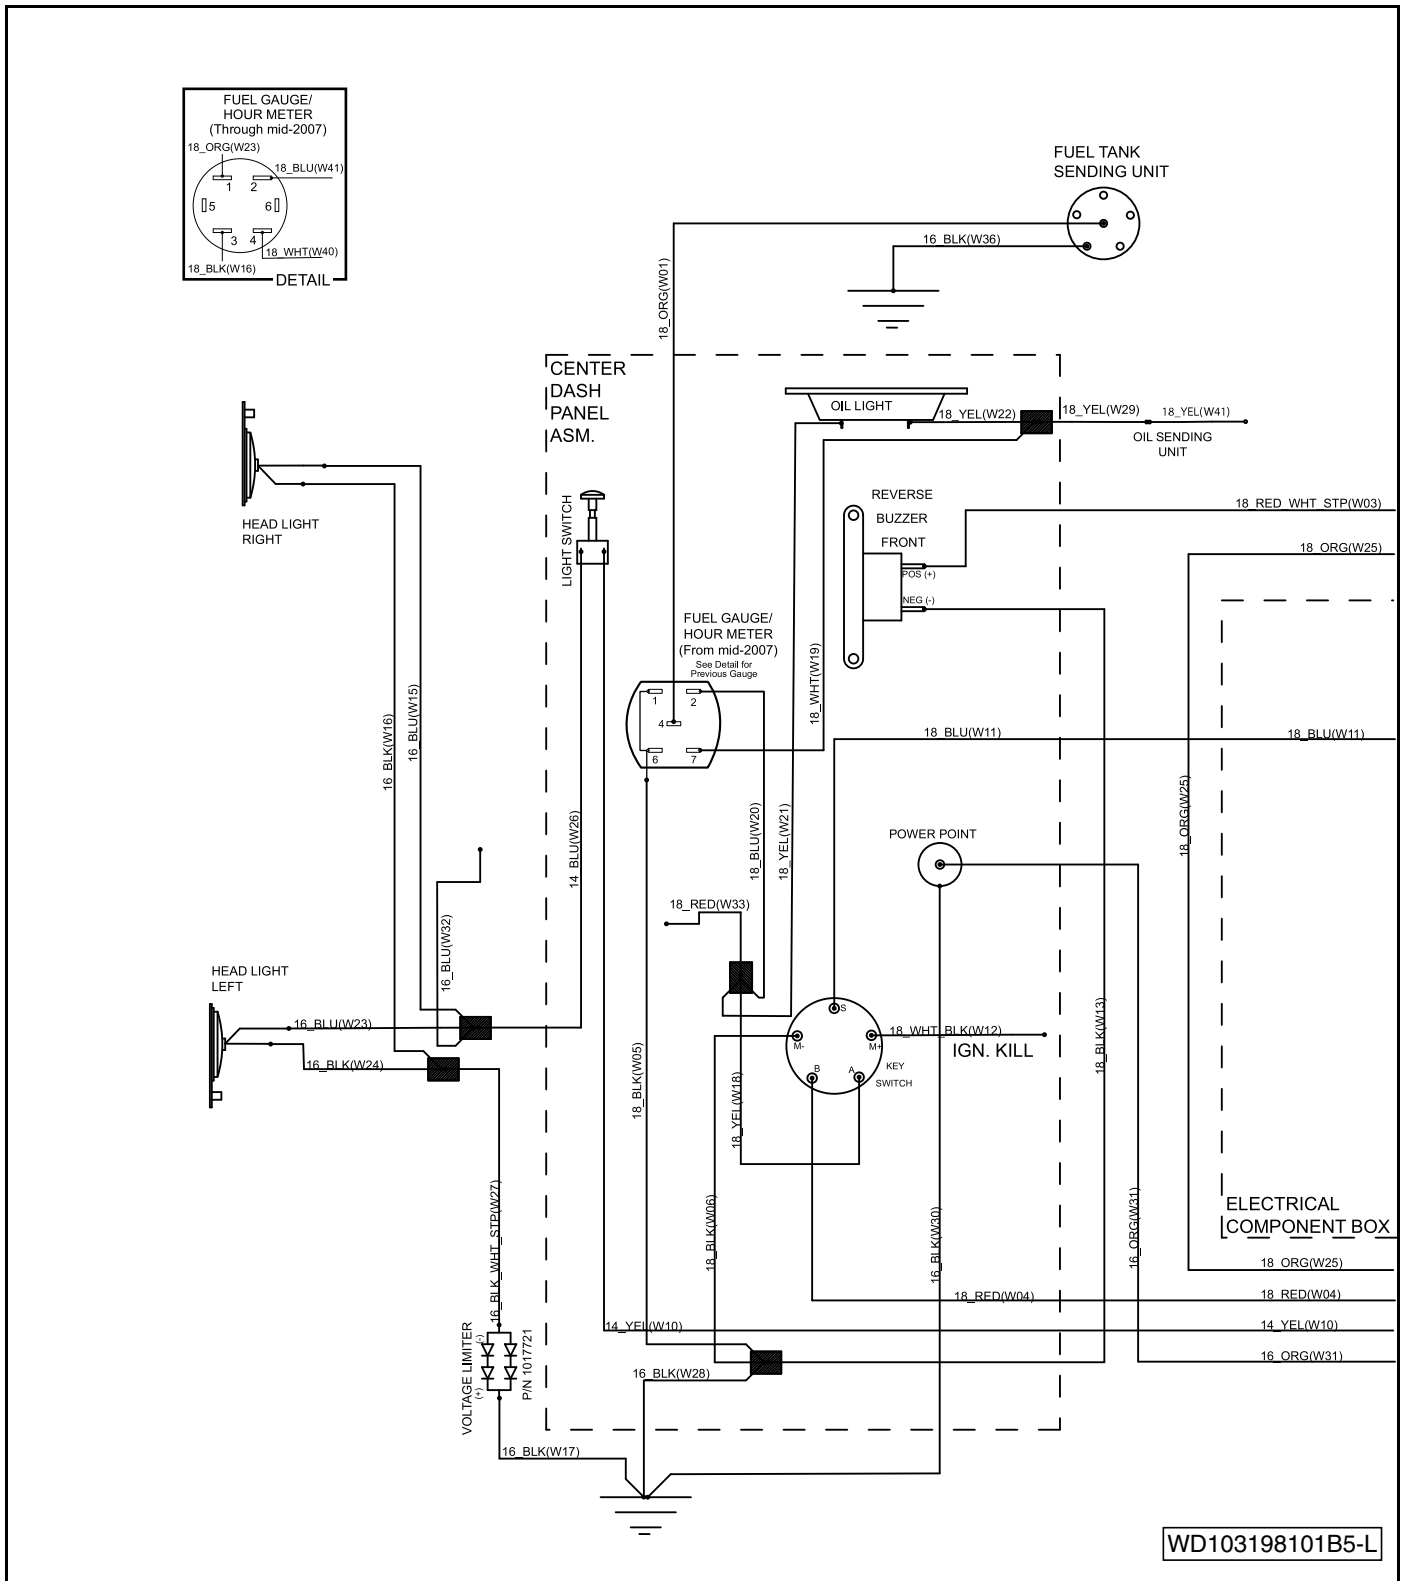 FUEL GAUGE/
HOUR METER
(Through mid-2007)
18_ORG(W23)
18_BLU(W41)
1
2
5
6
3
4
18_WHT(W40)
18_BLK(W16)
DETAIL
FUEL TANK
SENDING UNIT
16_BLK(W36)
18_ORG(W01)
CENTER
DASH
PANEL
ASM.
OIL LIGHT
18_YEL(W22)
18_YEL(W29)
18_YEL(W41)
OIL SENDING
UNIT
HEAD LIGHT
RIGHT
LIGHT SWITCH
REVERSE
BUZZER
FRONT
POS (+)
NEG (-)
18_RED_WHT_STP(W03)
18_ORG(W25)
FUEL GAUGE/
HOUR METER
(From mid-2007)
See Detail for
Previous Gauge
1
2
4
6
7
18_WHT(W19)
16_BLK(W16)
16_BLU(W15)
18_BLU(W11)
18_BLU(W11)
14_BLU(W26)
18_BLU(W20)
18_YEL(W21)
18_ORG(W25)
POWER POINT
18_RED(W33)
16_BLU(W32)
HEAD LIGHT
LEFT
16_BLU(W23)
16_BLK(W24)
S
M-
M+
B
A
KEY
SWITCH
18_WHT_BLK(W12)
IGN. KILL
18_BLK(W13)
18_BLK(W05)
18_YEL(W18)
16_BLK_WHT_STP(W27)
18_BLK(W06)
16_BLK(W30)
16_ORG(W31)
ELECTRICAL
COMPONENT BOX
18_ORG(W25)
18_RED(W04)
18_RED(W04)
14_YEL(W10)
14_YEL(W10)
16_ORG(W31)
VOLTAGE LIMITER
(-)
(+)
P/N 1017721
16_BLK(W28)
16_BLK(W17)
WD103198101B5-L